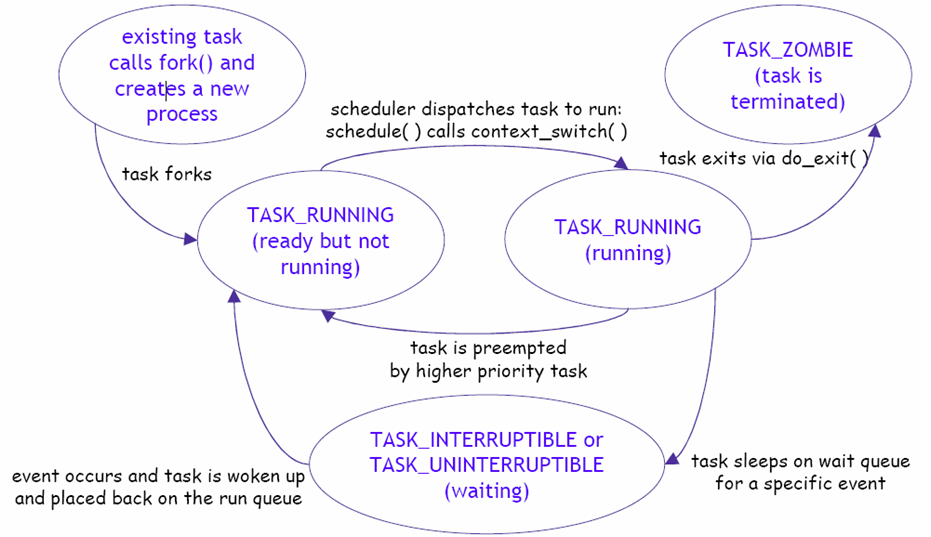 existing task
calls fork() and
creates a new
process
TASK_ZOMBIE
(task is
terminated)
scheduler dispatches task to run:
schedule( ) calls context_switch( )
task exits via do_exit( )
task forks
TASK_RUNNING
(ready but not
running)
TASK_RUNNING
(running)
task is preempted
by higher priority task
TASK_INTERRUPTIBLE or
TASK_UNINTERRUPTIBLE
(waiting)
event occurs and task is woken up
and placed back on the run queue
task sleeps on wait queue
for a specific event